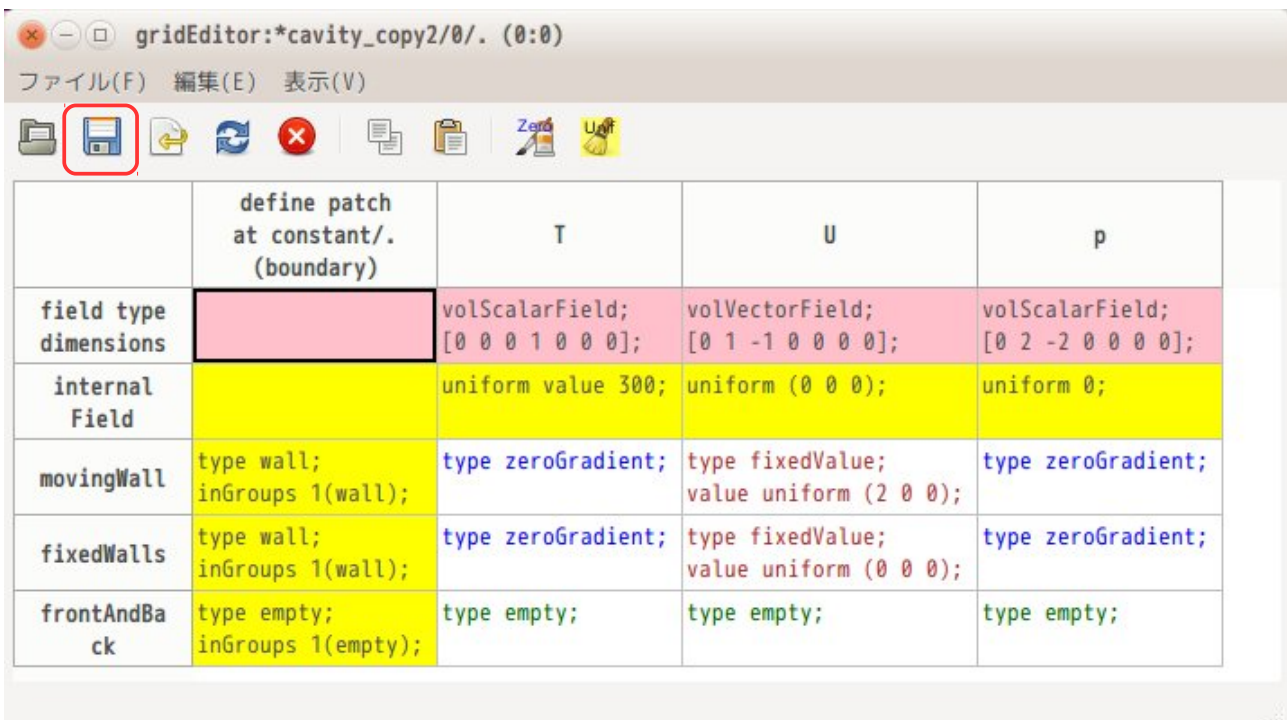 gridEditor:*cavity_copy2/0/. (0:0)
ファイル(F) 編集(E) 表示(V)
Zero
Unif
define patch
at constant/.
(boundary)
T
U
p
field type
dimensions
volScalarField;
[0 0 0 1 0 0 0];
volVectorField;
[0 1 -1 0 0 0 0];
volScalarField;
[0 2 -2 0 0 0 0];
internal
Field
uniform value 300;
uniform (0 0 0);
uniform 0;
movingWall
type wall;
inGroups 1(wall);
type zeroGradient;
type fixedValue;
value uniform (2 0 0);
type zeroGradient;
fixedWalls
type wall;
inGroups 1(wall);
type zeroGradient;
type fixedValue;
value uniform (0 0 0);
type zeroGradient;
frontAndBa
ck
type empty;
inGroups 1(empty);
type empty;
type empty;
type empty;